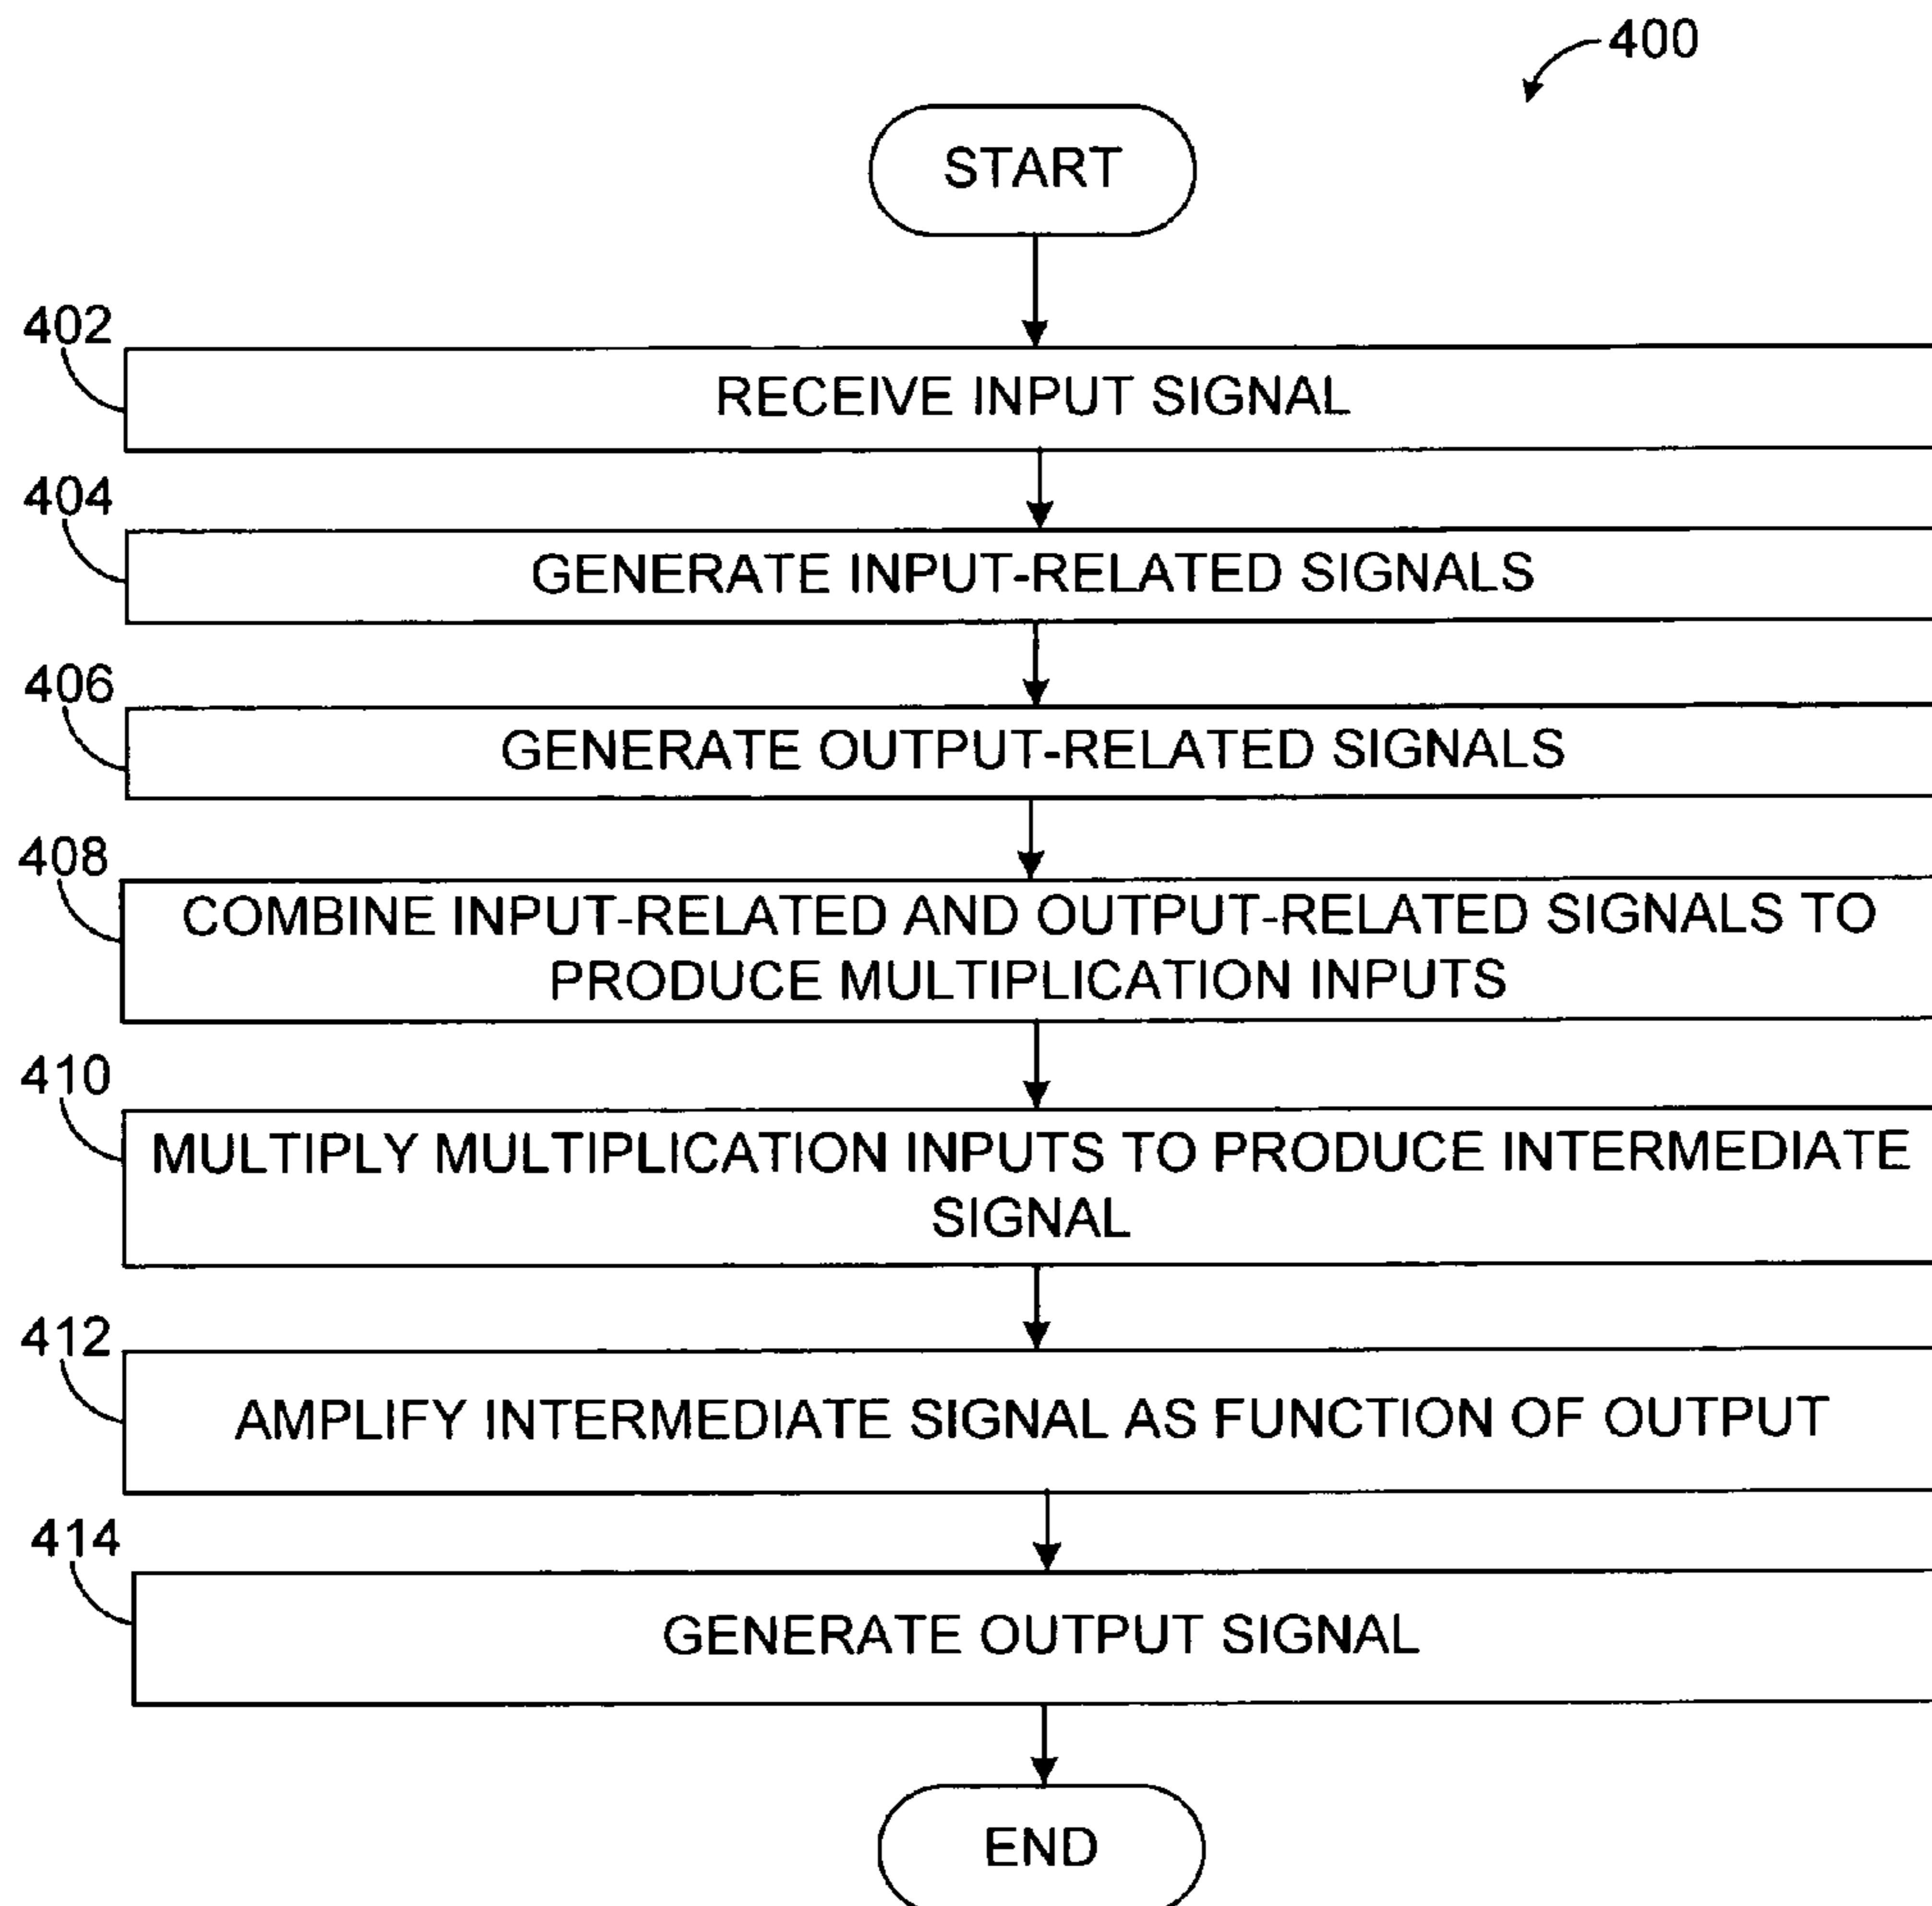 400
START
402
RECEIVE INPUT SIGNAL
404
GENERATE INPUT-RELATED SIGNALS
406
GENERATE OUTPUT-RELATED SIGNALS
408
COMBINE INPUT-RELATED AND OUTPUT-RELATED SIGNALS TO
PRODUCE MULTIPLICATION INPUTS
410
MULTIPLY MULTIPLICATION INPUTS TO PRODUCE INTERMEDIATE
SIGNAL
412
AMPLIFY INTERMEDIATE SIGNAL AS FUNCTION OF OUTPUT
414
GENERATE OUTPUT SIGNAL
END